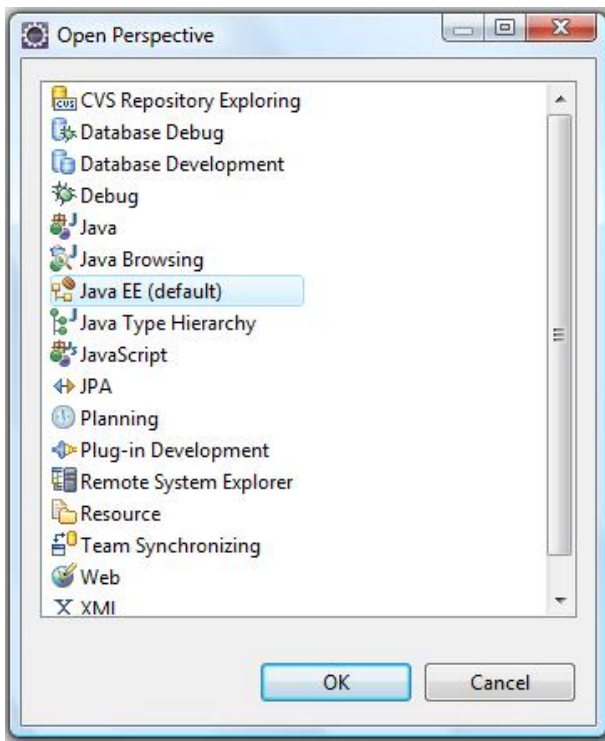 Open Perspective
CVS Repository Exploring
Database Debug
Database Development
Debug
Java
Java Browsing
Java EE (default)
Java Type Hierarchy
JavaScript
JPA
Planning
Plug-in Development
Remote System Explorer
Resource
Team Synchronizing
Web
XML
OK
Cancel